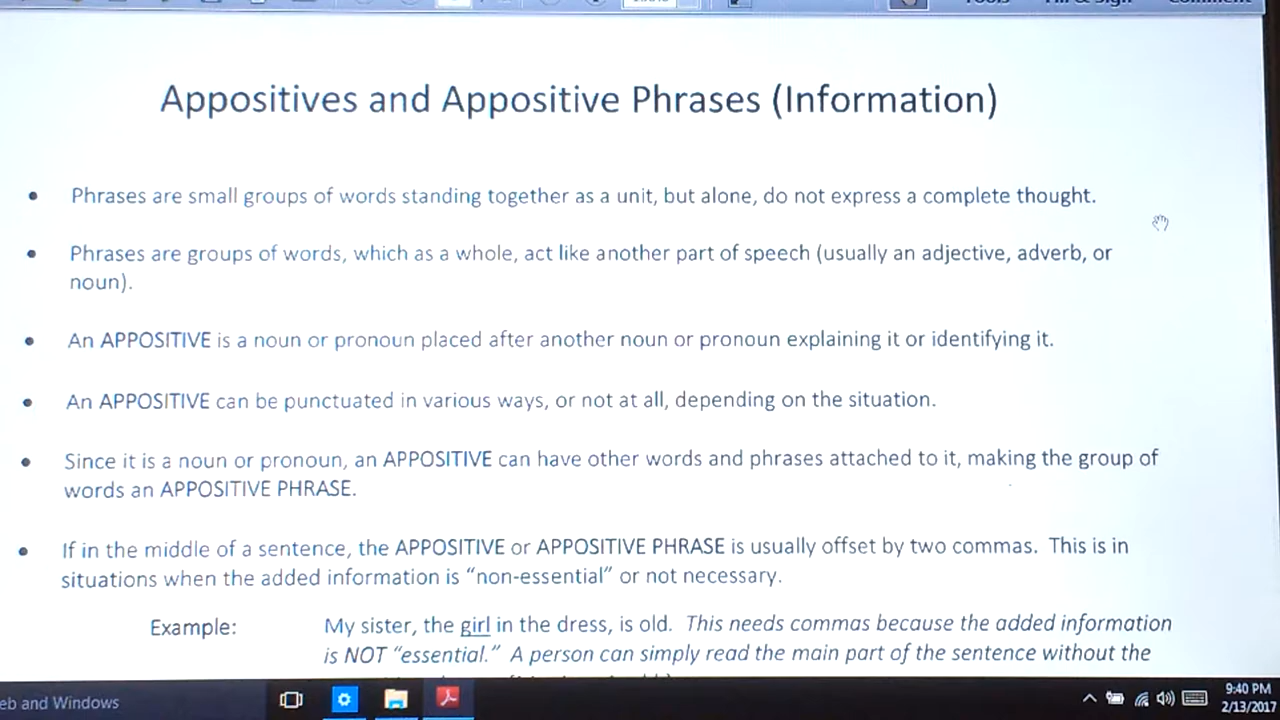 Appositives and Appositive Phrases (Information)
• Phrases are small groups of words standing together as a unit, but alone, do not express a complete thought.
• Phrases are groups of words, which as a whole, act like another part of speech (usually an adjective, adverb, or
noun).
• An APPOSITIVE is a noun or pronoun placed after another noun or pronoun explaining it or identifying it.
• An APPOSITIVE can be punctuated in various ways, or not at all, depending on the situation.
• Since it is a noun or pronoun, an APPOSITIVE can have other words and phrases attached to it, making the group of
words an APPOSITIVE PHRASE.
• If in the middle of a sentence, the APPOSITIVE or APPOSITIVE PHRASE is usually offset by two commas. This is in
situations when the added information is "non-essential" or not necessary.
Example: My sister, the girl in the dress, is old. This needs commas because the added information
is NOT "essential." A person can simply read the main part of the sentence without the
eb and Windows
9:40 PM
2/13/2017